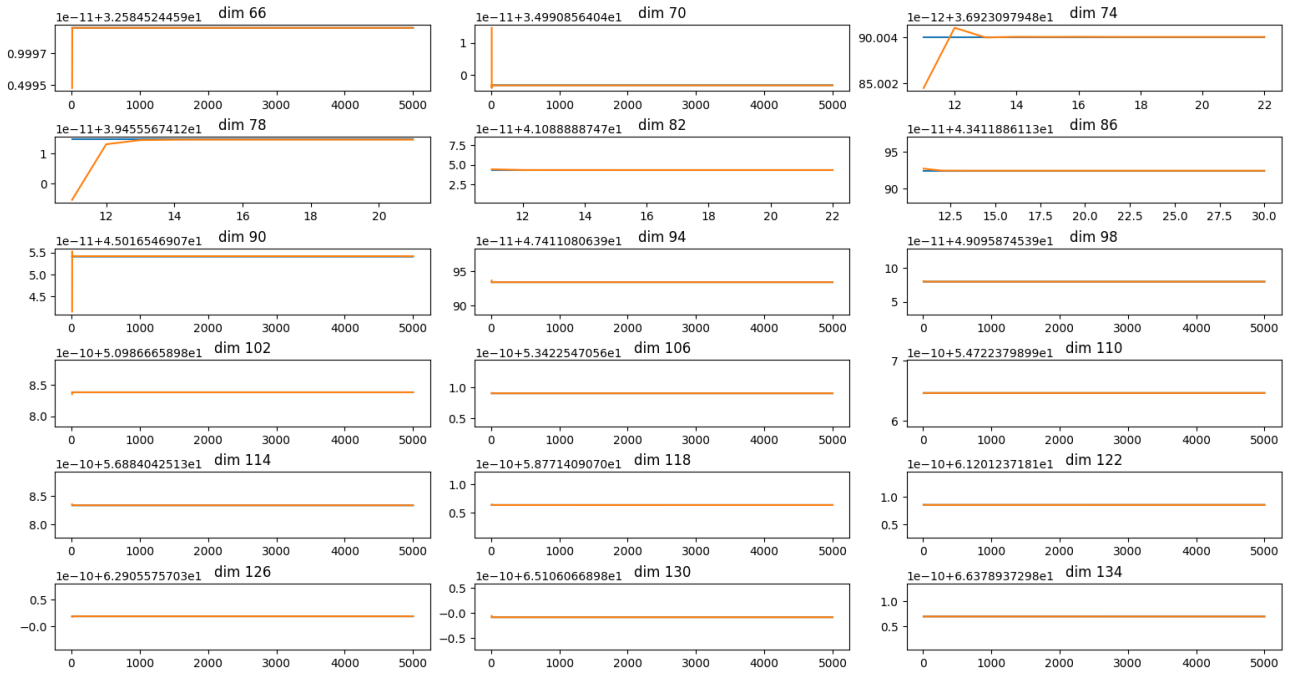 1e−11+3.2584524459e1 dim 66
0.9997
0.4995
0 1000 2000 3000 4000 5000
1e−11+3.4990856404e1 dim 70
1
0
0 1000 2000 3000 4000 5000
1e−12+3.6923097948e1 dim 74
90.004
85.002
12 14 16 18 20 22
1e−11+3.9455567412e1 dim 78
1
0
12 14 16 18 20
1e−11+4.1088888747e1 dim 82
7.5
5.0
2.5
12 14 16 18 20 22
1e−11+4.3411886113e1 dim 86
95
90
12.5 15.0 17.5 20.0 22.5 25.0 27.5 30.0
1e−11+4.5016546907e1 dim 90
5.5
5.0
4.5
0 1000 2000 3000 4000 5000
1e−11+4.7411080639e1 dim 94
95
90
0 1000 2000 3000 4000 5000
1e−11+4.9095874539e1 dim 98
10
5
0 1000 2000 3000 4000 5000
1e−10+5.0986665898e1 dim 102
8.5
8.0
0 1000 2000 3000 4000 5000
1e−10+5.3422547056e1 dim 106
1.0
0.5
0 1000 2000 3000 4000 5000
1e−10+5.4722379899e1 dim 110
7
6
0 1000 2000 3000 4000 5000
1e−10+5.6884042513e1 dim 114
8.5
8.0
0 1000 2000 3000 4000 5000
1e−10+5.8771409070e1 dim 118
1.0
0.5
0 1000 2000 3000 4000 5000
1e−10+6.1201237181e1 dim 122
1.0
0.5
0 1000 2000 3000 4000 5000
1e−10+6.2905575703e1 dim 126
0.5
−0.0
0 1000 2000 3000 4000 5000
1e−10+6.5106066898e1 dim 130
0.5
−0.0
−0.5
0 1000 2000 3000 4000 5000
1e−10+6.6378937298e1 dim 134
1.0
0.5
0 1000 2000 3000 4000 5000